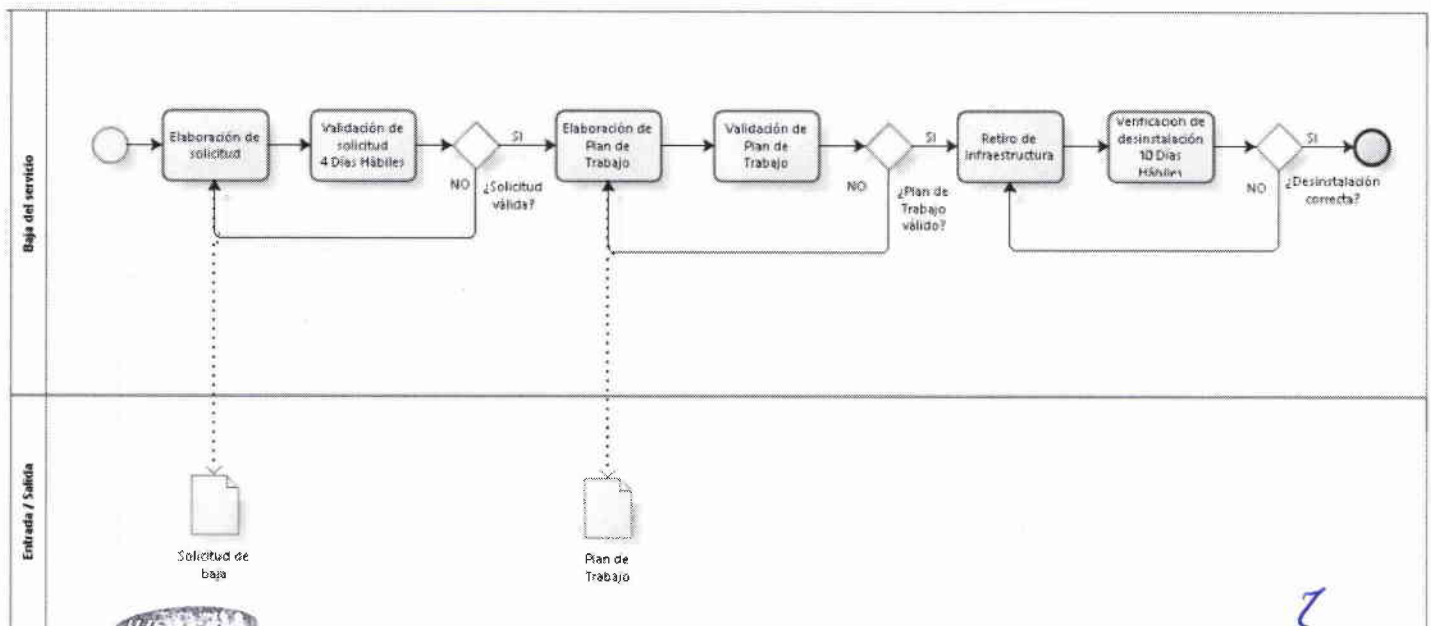 Baja del servicio
Elaboración de
solicitud
Validación de
solicitud
4 Días Hábiles
SI
NO
¿Solicitud
válida?
Elaboración de
Plan de
Trabajo
Validación de
Plan de
Trabajo
SI
NO
¿Plan de
Trabajo
válido?
Retiro de
Infraestructura
Verificación de
desinstalación
10 Días
Hábiles
SI
NO
¿Desinstalación
correcta?
Entrada / Salida
Solicitud de
baja
Plan de
Trabajo